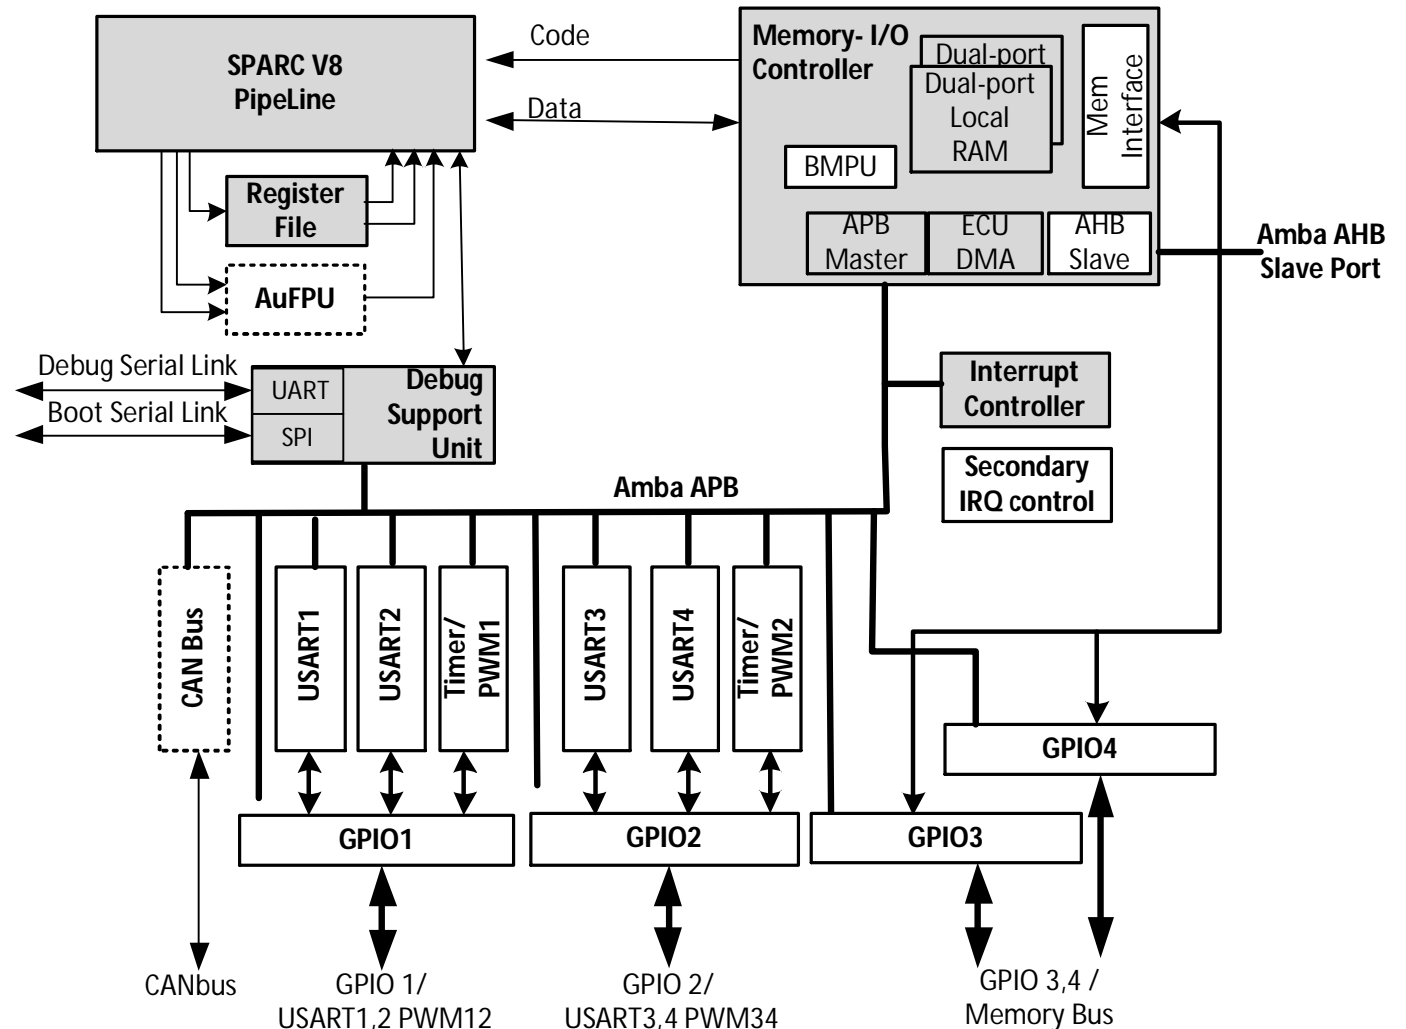 SPARC V8
PipeLine
Code
Data
Memory- I/O
Controller
Dual-port
Dual-port
Local
RAM
Mem
Interface
BMPU
APB
Master
ECU
DMA
AHB
Slave
Amba AHB
Slave Port
Register
File
AuFPU
Debug Serial Link
Boot Serial Link
UART
SPI
Debug
Support
Unit
Interrupt
Controller
Secondary
IRQ control
Amba APB
CAN Bus
USART1
USART2
Timer/
PWM1
USART3
USART4
Timer/
PWM2
GPIO4
GPIO1
GPIO2
GPIO3
CANbus
GPIO 1/
USART1,2 PWM12
GPIO 2/
USART3,4 PWM34
GPIO 3,4 /
Memory Bus